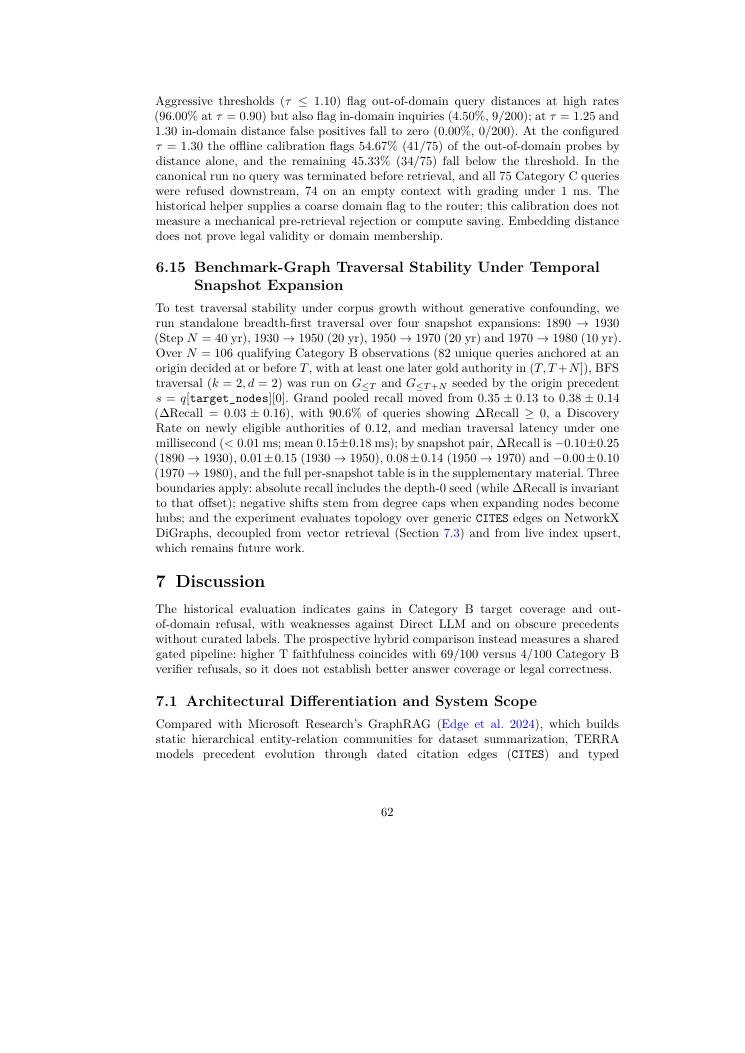 Aggressive thresholds (τ ≤ 1.10) flag out-of-domain query distances at high rates
(96.00% at τ = 0.90) but also flag in-domain inquiries (4.50%, 9/200); at τ = 1.25 and
1.30 in-domain distance false positives fall to zero (0.00%, 0/200). At the configured
τ = 1.30 the offline calibration flags 54.67% (41/75) of the out-of-domain probes by
distance alone, and the remaining 45.33% (34/75) fall below the threshold. In the
canonical run no query was terminated before retrieval, and all 75 Category C queries
were refused downstream, 74 on an empty context with grading under 1 ms. The
historical helper supplies a coarse domain flag to the router; this calibration does not
measure a mechanical pre-retrieval rejection or compute saving. Embedding distance
does not prove legal validity or domain membership.
6.15 Benchmark-Graph Traversal Stability Under Temporal
Snapshot Expansion
To test traversal stability under corpus growth without generative confounding, we
run standalone breadth-first traversal over four snapshot expansions: 1890 → 1930
(Step N = 40 yr), 1930 → 1950 (20 yr), 1950 → 1970 (20 yr) and 1970 → 1980 (10 yr).
Over N = 106 qualifying Category B observations (82 unique queries anchored at an
origin decided at or before T, with at least one later gold authority in (T, T + N]), BFS
traversal (k = 2, d = 2) was run on G≤T and G≤T+N seeded by the origin precedent
s = q[target_nodes][0]. Grand pooled recall moved from 0.35 ± 0.13 to 0.38 ± 0.14
(ΔRecall = 0.03 ± 0.16), with 90.6% of queries showing ΔRecall ≥ 0, a Discovery
Rate on newly eligible authorities of 0.12, and median traversal latency under one
millisecond (< 0.01 ms; mean 0.15±0.18 ms); by snapshot pair, ΔRecall is −0.10±0.25
(1890 → 1930), 0.01±0.15 (1930 → 1950), 0.08±0.14 (1950 → 1970) and −0.00±0.10
(1970 → 1980), and the full per-snapshot table is in the supplementary material. Three
boundaries apply: absolute recall includes the depth-0 seed (while ΔRecall is invariant
to that offset); negative shifts stem from degree caps when expanding nodes become
hubs; and the experiment evaluates topology over generic CITES edges on NetworkX
DiGraphs, decoupled from vector retrieval (Section 7.3) and from live index upsert,
which remains future work.
7 Discussion
The historical evaluation indicates gains in Category B target coverage and out-
of-domain refusal, with weaknesses against Direct LLM and on obscure precedents
without curated labels. The prospective hybrid comparison instead measures a shared
gated pipeline: higher T faithfulness coincides with 69/100 versus 4/100 Category B
verifier refusals, so it does not establish better answer coverage or legal correctness.
7.1 Architectural Differentiation and System Scope
Compared with Microsoft Research's GraphRAG (Edge et al. 2024), which builds
static hierarchical entity-relation communities for dataset summarization, TERRA
models precedent evolution through dated citation edges (CITES) and typed
62